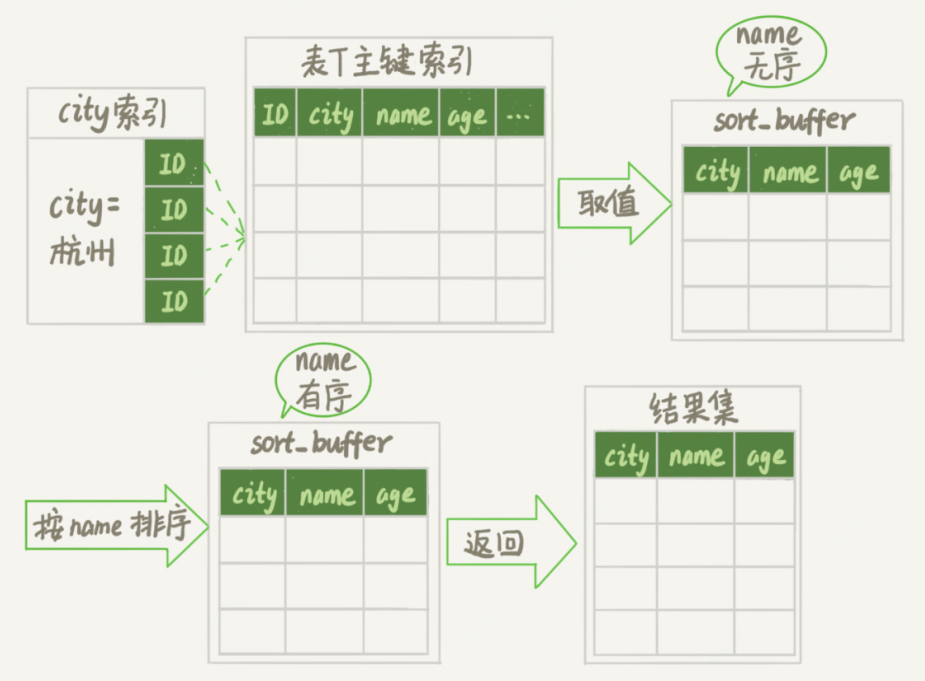 city索引
city=
杭州
ID
ID
ID
ID
表T主键索引
ID city name age ...
取值
name
无序
sort_buffer
city name age
按name排序
name
有序
sort_buffer
city name age
返回
结果集
city name age